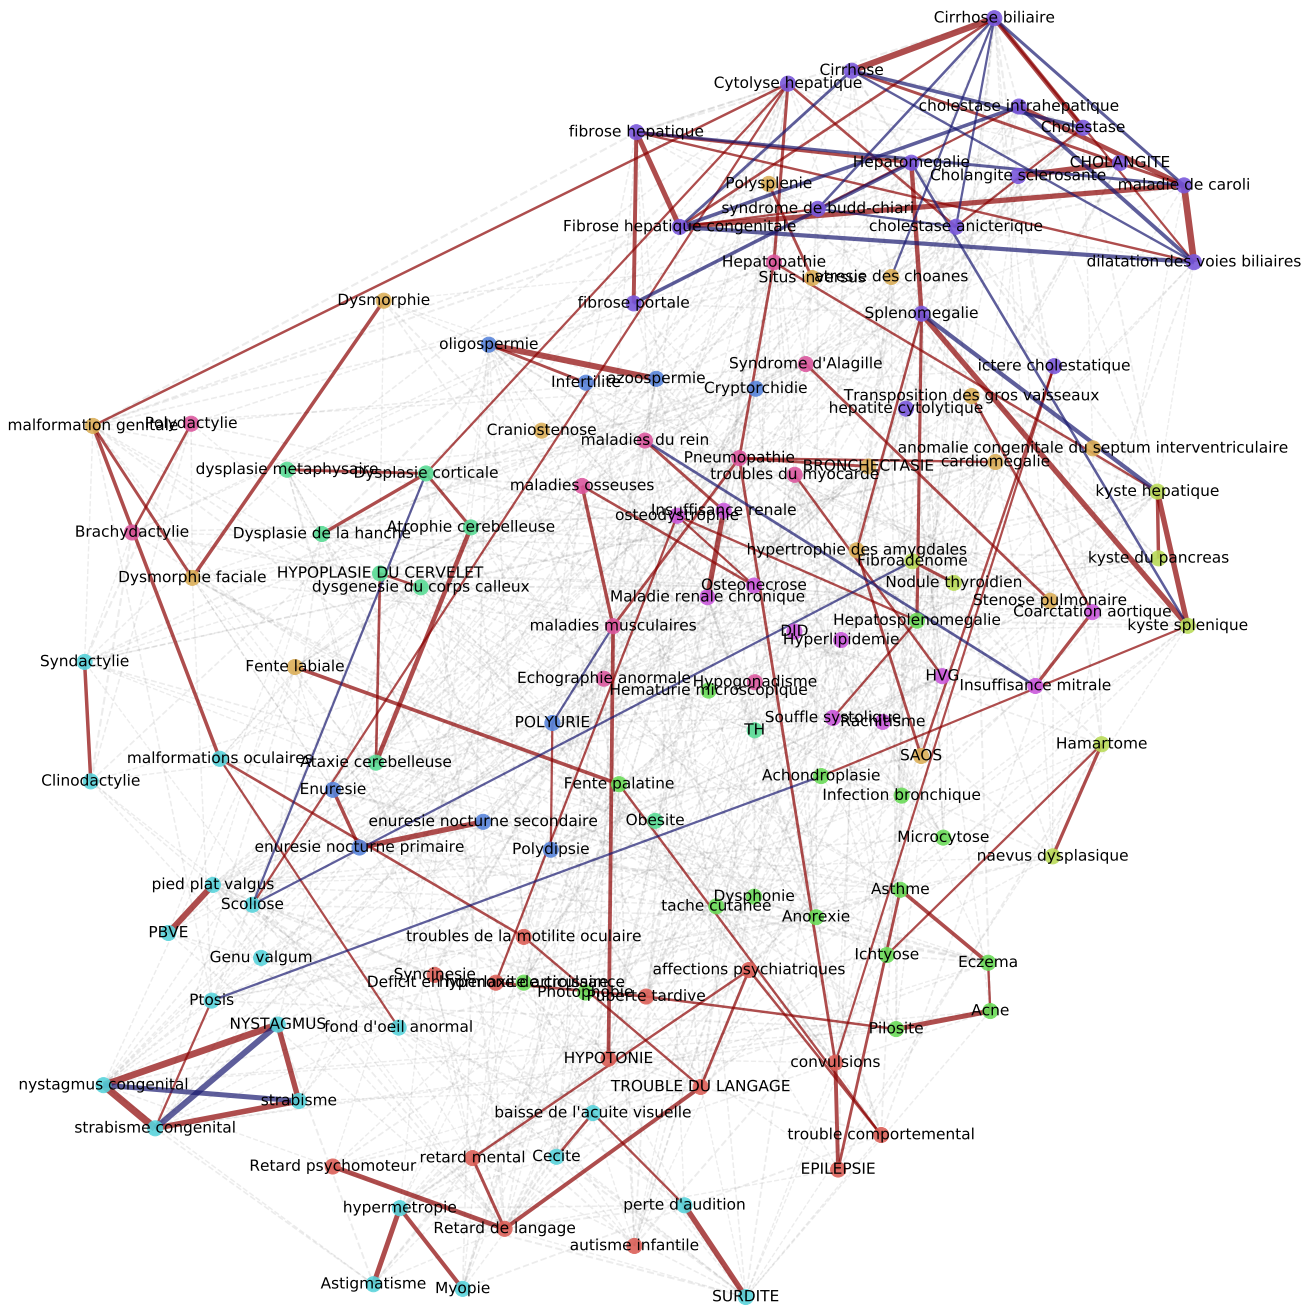 Cirrhose biliaire
Cirrhose
Cytolyse hepatique
cholestase intrahepatique
Cholestase
fibrose hepatique
Hepatomegalie
CHOLANGITE
Cholangite sclerosante
Polysplenie
maladie de caroli
syndrome de budd-chiari
Fibrose hepatique congenitale
cholestase anicterique
Hepatopathie
dilatation des voies biliaires
Situs inversus
atresie des choanes
Dysmorphie
fibrose portale
Splenomegalie
oligospermie
Syndrome d'Alagille
ictere cholestatique
Infertilite
azoospermie
Cryptorchidie
Transposition des gros vaisseaux
hepatite cytolytique
malformation genitale
Polydactylie
Craniostenose
maladies du rein
anomalie congenitale du septum interventriculaire
Pneumopathie
BRONCHECTASIE
cardiomegalie
dysplasie metaphysaire
Dysplasie corticale
troubles du myocarde
maladies osseuses
kyste hepatique
Insuffisance renale
osteodystrophie
Brachydactylie
Dysplasie de la hanche
Atrophie cerebelleuse
hypertrophie des amygdales
Fibroadenome
kyste du pancreas
HYPOPLASIE DU CERVELET
Dysmorphie faciale
dysgenesie du corps calleux
Osteonecrose
Nodule thyroidien
Maladie renale chronique
Stenose pulmonaire
Coarctation aortique
maladies musculaires
Hepatosplenomegalie
kyste splenique
DID
Hyperlipidemie
Syndactylie
Fente labiale
Echographie anormale
Hypogonadisme
HVG
Insuffisance mitrale
Hematurie microscopique
POLYURIE
Souffle systolique
Rachitisme
TH
Hamartome
malformations oculaires
Ataxie cerebelleuse
SAOS
Clinodactylie
Achondroplasie
Enuresie
Fente palatine
Infection bronchique
enuresie nocturne secondaire
Obesite
Microcytose
enuresie nocturne primaire
Polydipsie
naevus dysplasique
pied plat valgus
Asthme
Scoliose
Dysphonie
tache cutanee
Anorexie
PBVE
troubles de la motilite oculaire
Genu valgum
Ichtyose
Eczema
Syncinesie
affections psychiatriques
hyperlaxite articulaire
Photophobie
Puberte tardive
Ptosis
Acne
NYSTAGMUS
fond d'oeil anormal
Pilosite
HYPOTONIE
convulsions
nystagmus congenital
TROUBLE DU LANGAGE
strabisme
baisse de l'acuite visuelle
strabisme congenital
trouble comportemental
Retard psychomoteur
retard mental
Cecite
EPILEPSIE
hypermetropie
perte d'audition
Retard de langage
autisme infantile
Astigmatisme
Myopie
SURDITE